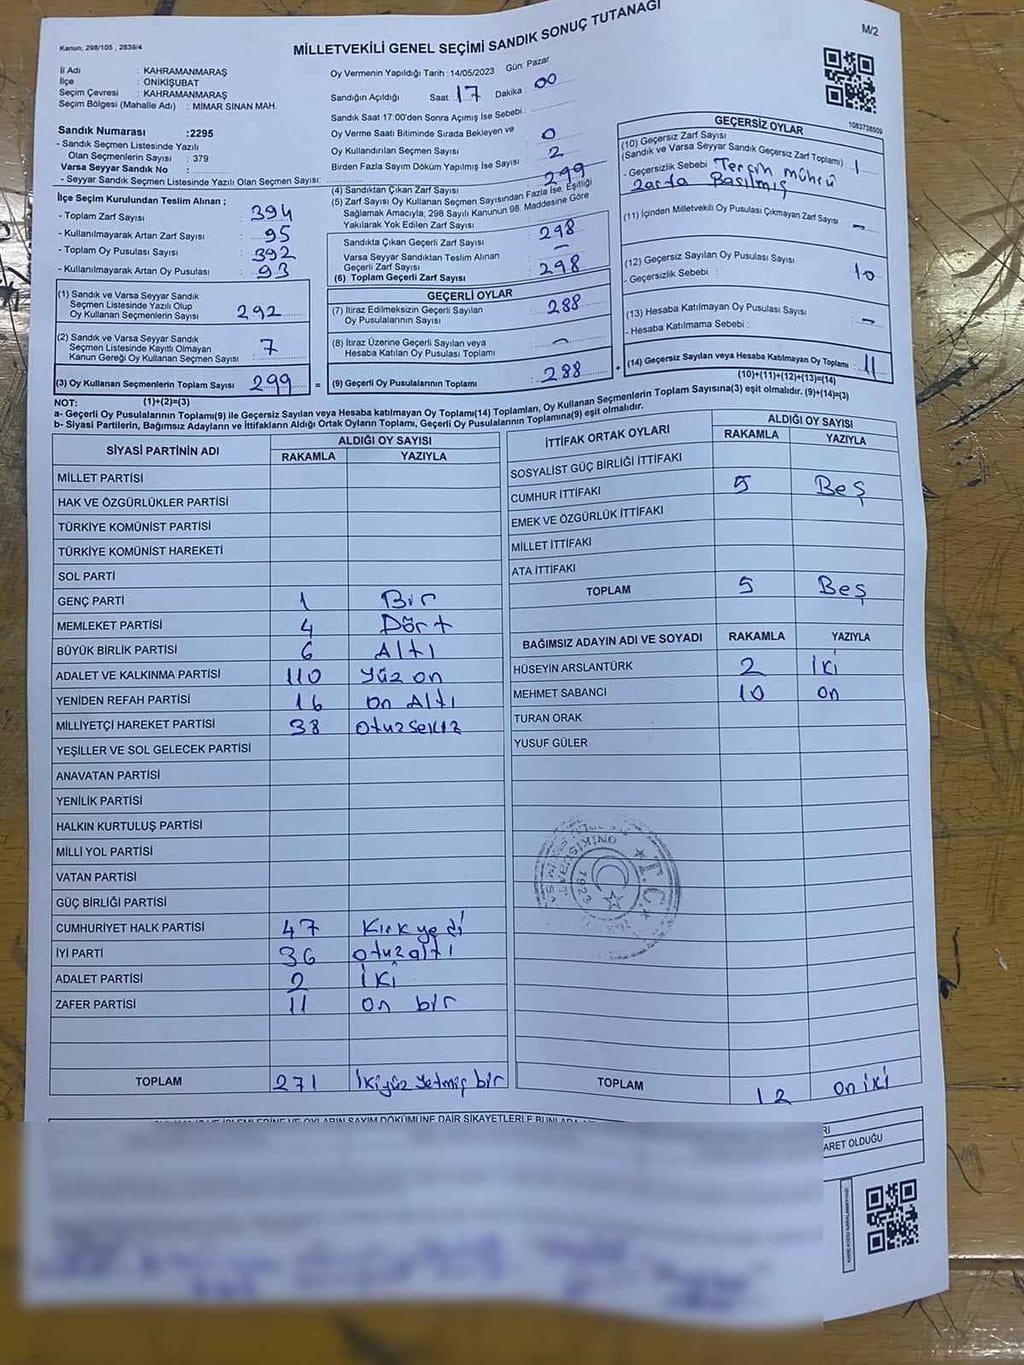 Kanun; 298/105 , 2839/4
MİLLETVEKİLİ GENEL SEÇİMİ SANDIK SONUÇ TUTANAĞI
M/2
İl Adı : KAHRAMANMARAŞ
İlçe : ONİKİŞUBAT
Seçim Çevresi : KAHRAMANMARAŞ
Seçim Bölgesi (Mahalle Adı) : MİMAR SİNAN MAH.
Sandık Numarası :2295
- Sandık Seçmen Listesinde Yazılı
Olan Seçmenlerin Sayısı : 379
Varsa Seyyar Sandık No :
- Seyyar Sandık Seçmen Listesinde Yazılı Olan Seçmen Sayısı:
Oy Vermenin Yapıldığı Tarih :14/05/2023 Gün: Pazar
Sandığın Açıldığı Saat: 17 Dakika : 00
Sandık Saat 17:00'den Sonra Açımış İse Sebebi :
Oy Verme Saati Bitiminde Sırada Bekleyen ve
Oy Kullandırılan Seçmen Sayısı : 0
Birden Fazla Sayım Döküm Yapılmış İse Sayısı : 2
İlçe Seçim Kurulundan Teslim Alınan ;
- Toplam Zarf Sayısı : 394
- Kullanılmayarak Artan Zarf Sayısı : 95
- Toplam Oy Pusulası Sayısı : 392
- Kullanılmayarak Artan Oy Pusulası : 93
(1) Sandık ve Varsa Seyyar Sandık
Seçmen Listesinde Yazılı Olup
Oy Kullanan Seçmenlerin Sayısı : 292
(2) Sandık ve Varsa Seyyar Sandık
Seçmen Listesinde Kayıtlı Olmayan
Kanun Gereği Oy Kullanan Seçmen Sayısı : 7
(3) Oy Kullanan Seçmenlerin Toplam Sayısı : 299 =
(1)+(2)=(3)
(4) Sandıktan Çıkan Zarf Sayısı : 299
(5) Zarf Sayısı Oy Kullanan Seçmen Sayısından Fazla İse, Eşitliği
Sağlamak Amacıyla, 298 Sayılı Kanunun 98. Maddesine Göre
Yakılarak Yok Edilen Zarf Sayısı :
Sandıkta Çıkan Geçerli Zarf Sayısı : 298
Varsa Seyyar Sandıktan Teslim Alınan
Geçerli Zarf Sayısı : -
(6) Toplam Geçerli Zarf Sayısı : 298
GEÇERLİ OYLAR
(7) İtiraz Edilmeksizin Geçerli Sayılan
Oy Pusulalarının Sayısı : 288
(8) İtiraz Üzerine Geçerli Sayılan veya
Hesaba Katılan Oy Pusulası Toplamı : -
(9) Geçerli Oy Pusulalarının Toplamı : 288 +
GEÇERSİZ OYLAR
1083738509
(10) Geçersiz Zarf Sayısı
(Sandık ve Varsa Seyyar Sandık Geçersiz Zarf Toplamı) : 1
- Geçersizlik Sebebi : Tercih mührü
Zarfa Basılmış
(11) İçinden Milletvekili Oy Pusulası Çıkmayan Zarf Sayısı : -
(12) Geçersiz Sayılan Oy Pusulası Sayısı : 10
- Geçersizlik Sebebi :
(13) Hesaba Katılmayan Oy Pusulası Sayısı : -
- Hesaba Katılmama Sebebi :
(14) Geçersiz Sayılan veya Hesaba Katılmayan Oy Toplamı : 11
(10)+(11)+(12)+(13)=(14)
NOT:
a- Geçerli Oy Pusulalarının Toplamı(9) ile Geçersiz Sayılan veya Hesaba katılmayan Oy Toplamı(14) Toplamları, Oy Kullanan Seçmenlerin Toplam Sayısına(3) eşit olmalıdır. (9)+(14)=(3)
b- Siyasi Partilerin, Bağımsız Adayların ve İttifakların Aldığı Ortak Oyların Toplamı, Geçerli Oy Pusulalarının Toplamına(9) eşit olmalıdır.
SİYASİ PARTİNİN ADI ALDIĞI OY SAYISI
RAKAMLA YAZIYLA
MİLLET PARTİSİ
HAK VE ÖZGÜRLÜKLER PARTİSİ
TÜRKİYE KOMÜNİST PARTİSİ
TÜRKİYE KOMÜNİST HAREKETİ
SOL PARTİ
GENÇ PARTİ 1 Bir
MEMLEKET PARTİSİ 4 Dört
BÜYÜK BİRLİK PARTİSİ 6 Altı
ADALET VE KALKINMA PARTİSİ 110 Yüz on
YENİDEN REFAH PARTİSİ 16 On Altı
MİLLİYETÇİ HAREKET PARTİSİ 38 Otuzsekiz
YEŞİLLER VE SOL GELECEK PARTİSİ
ANAVATAN PARTİSİ
YENİLİK PARTİSİ
HALKIN KURTULUŞ PARTİSİ
MİLLİ YOL PARTİSİ
VATAN PARTİSİ
GÜÇ BİRLİĞİ PARTİSİ
CUMHURİYET HALK PARTİSİ 47 Kırk yedi
İYİ PARTİ 36 Otuzaltı
ADALET PARTİSİ 2 İki
ZAFER PARTİSİ 11 On bir
TOPLAM 271 İkiyüz yetmiş bir
İTTİFAK ORTAK OYLARI ALDIĞI OY SAYISI
RAKAMLA YAZIYLA
SOSYALİST GÜÇ BİRLİĞİ İTTİFAKI
CUMHUR İTTİFAKI 5 Beş
EMEK VE ÖZGÜRLÜK İTTİFAKI
MİLLET İTTİFAKI
ATA İTTİFAKI
TOPLAM 5 Beş
BAĞIMSIZ ADAYIN ADI VE SOYADI RAKAMLA YAZIYLA
HÜSEYİN ARSLANTÜRK 2 İki
MEHMET SABANCI 10 On
TURAN ORAK
YUSUF GÜLER
T.C.
ONİKİŞUBAT
1923
TOPLAM 12 On iki
ARET OLDUĞU